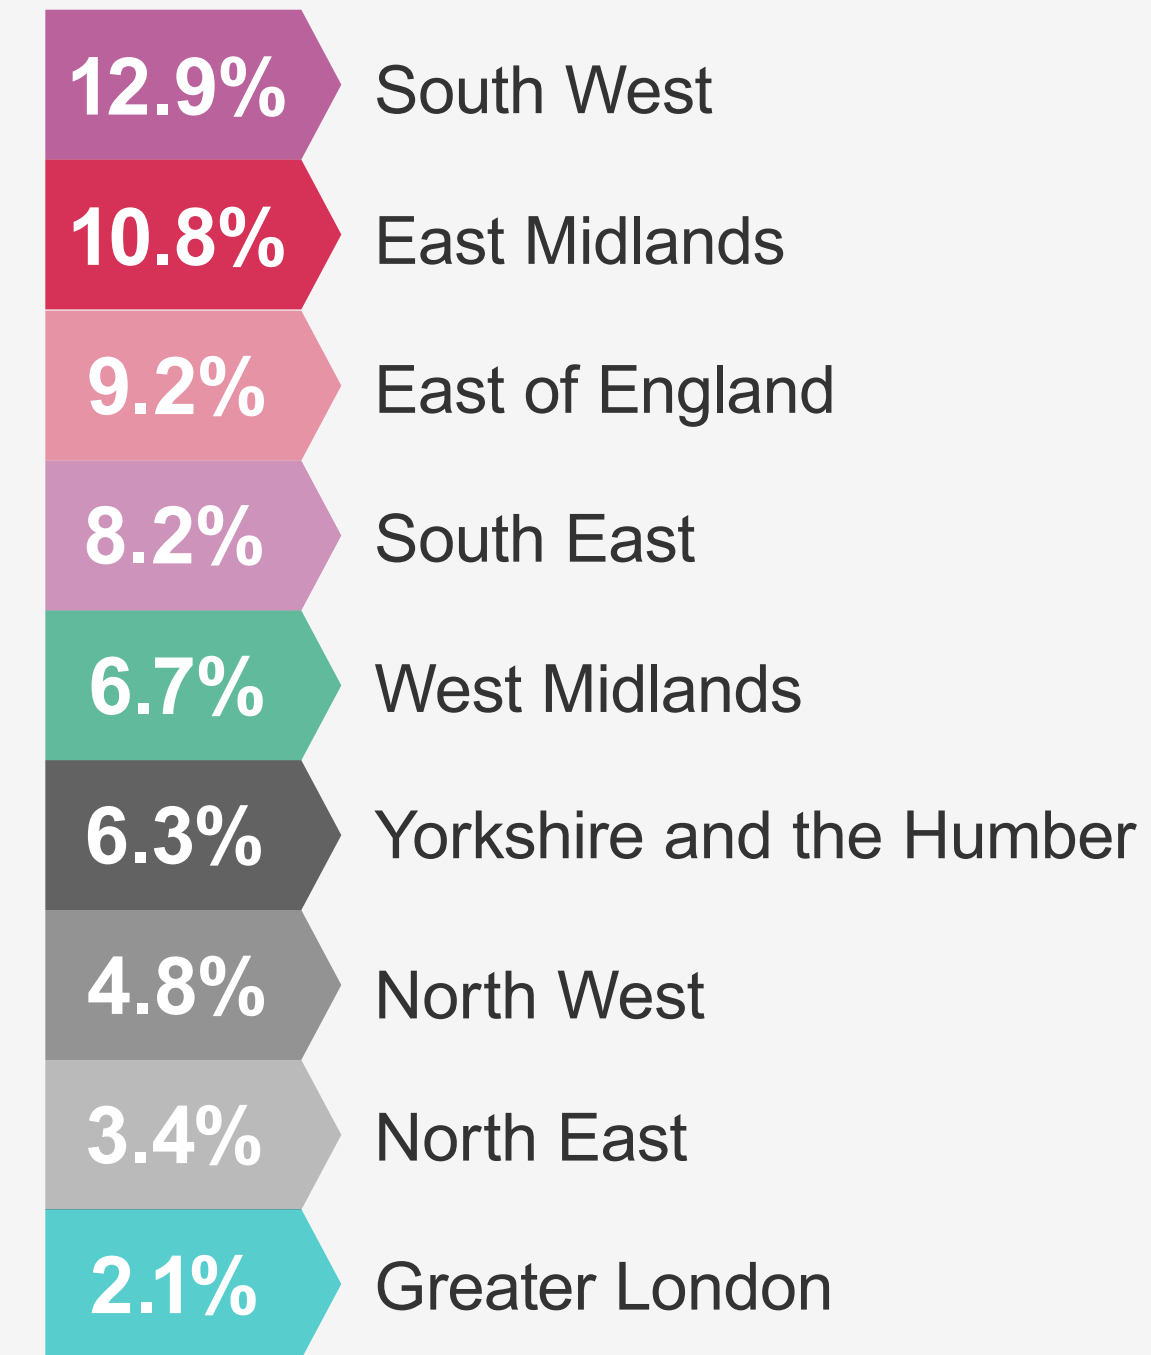 12.9% South West
10.8% East Midlands
9.2% East of England
8.2% South East
6.7% West Midlands
6.3% Yorkshire and the Humber
4.8% North West
3.4% North East
2.1% Greater London